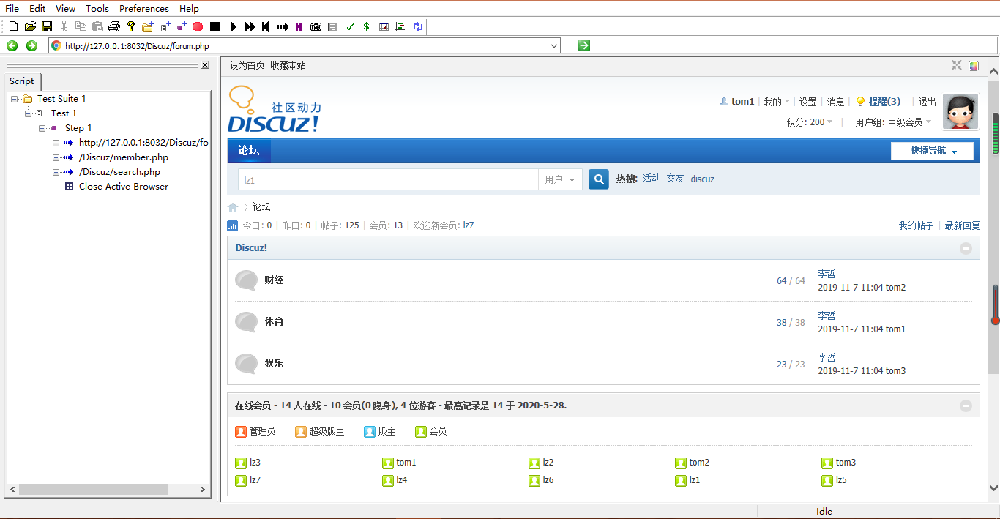 File Edit View Tools Preferences Help
http://127.0.0.1:8032/Discuz/forum.php
Script
Test Suite 1
Test 1
Step 1
http://127.0.0.1:8032/Discuz/fo
/Discuz/member.php
/Discuz/search.php
Close Active Browser
设为首页 收藏本站
社区动力
DISCUZ!
tom1 我的 设置 消息 提醒(3) 退出
积分: 200 用户组: 中级会员
论坛 快捷导航
lz1 用户 热搜: 活动 交友 discuz
论坛
今日: 0 昨日: 0 帖子: 125 会员: 13 欢迎新会员: lz7 我的帖子 最新回复
Discuz!
财经 64 / 64 李哲
2019-11-7 11:04 tom2
体育 38 / 38 李哲
2019-11-7 11:04 tom1
娱乐 23 / 23 李哲
2019-11-7 11:04 tom3
在线会员 - 14 人在线 - 10 会员(0 隐身), 4 位游客 - 最高记录是 14 于 2020-5-28.
管理员 超级版主 版主 会员
lz3 tom1 lz2 tom2 tom3
lz7 lz4 lz6 lz1 lz5
Idle